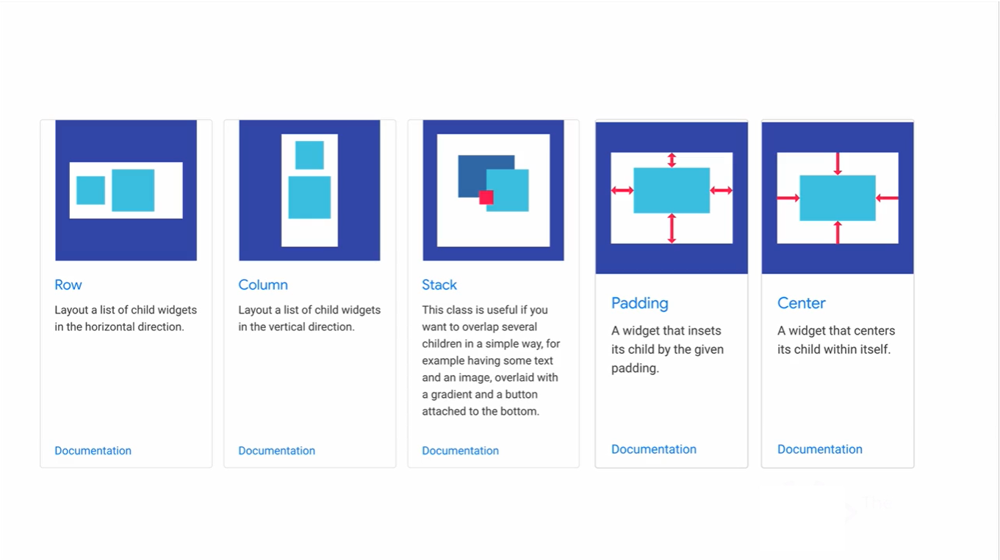 Row
Layout a list of child widgets
in the horizontal direction.
Documentation
Column
Layout a list of child widgets
in the vertical direction.
Documentation
Stack
This class is useful if you
want to overlap several
children in a simple way, for
example having some text
and an image, overlaid with
a gradient and a button
attached to the bottom.
Documentation
Padding
A widget that insets
its child by the given
padding.
Documentation
Center
A widget that centers
its child within itself.
Documentation